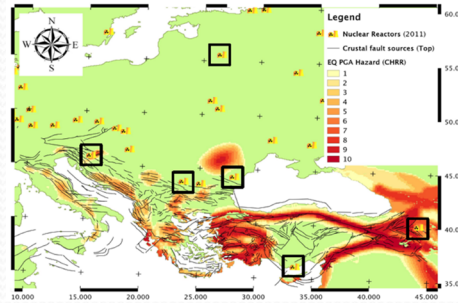 N
W E
S
Legend
Nuclear Reactors (2011)
Crustal fault sources (Top)
EQ PGA Hazard (CHRR)
1
2
3
4
5
6
7
8
9
10
60.0
55.0
50.0
45.0
40.0
35.0
10.000 15.000 20.000 25.000 30.000 35.000 40.000 45.000